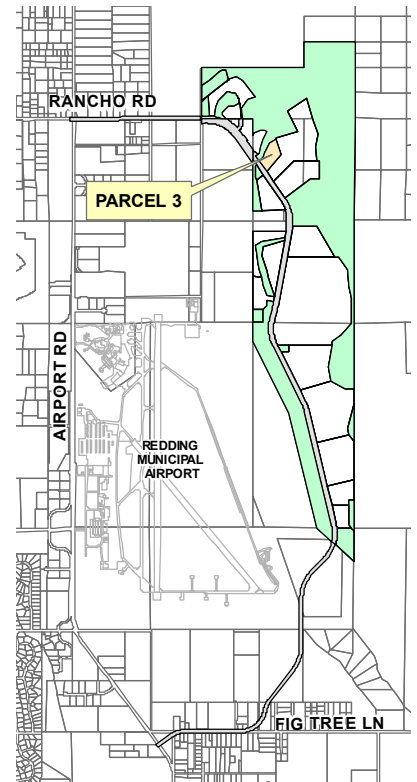 RANCHO RD
PARCEL 3
AIRPORT RD
REDDING
MUNICIPAL
AIRPORT
FIG TREE LN